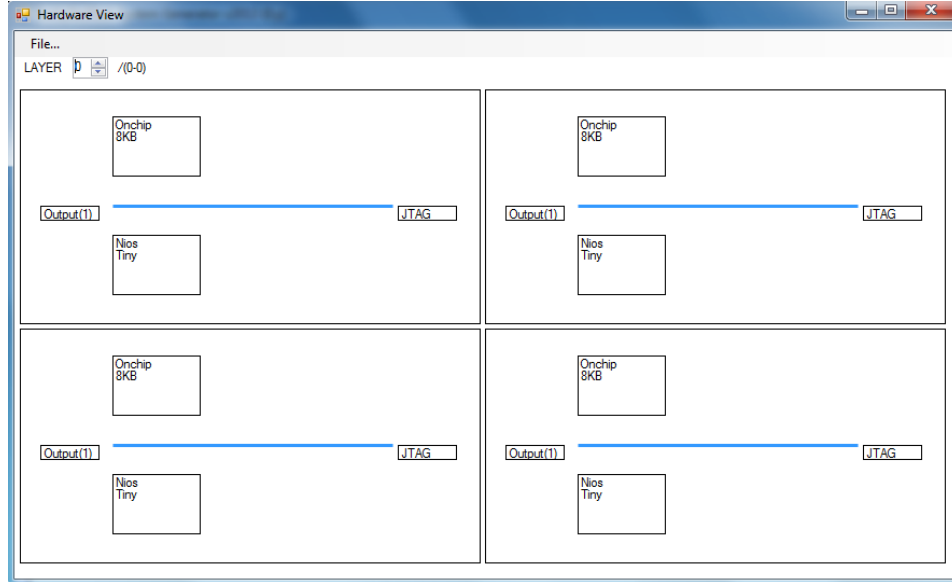 Hardware View
File...
LAYER 0 /(0-0)
Onchip
8KB
Output(1)
JTAG
Nios
Tiny
Onchip
8KB
Output(1)
JTAG
Nios
Tiny
Onchip
8KB
Output(1)
JTAG
Nios
Tiny
Onchip
8KB
Output(1)
JTAG
Nios
Tiny